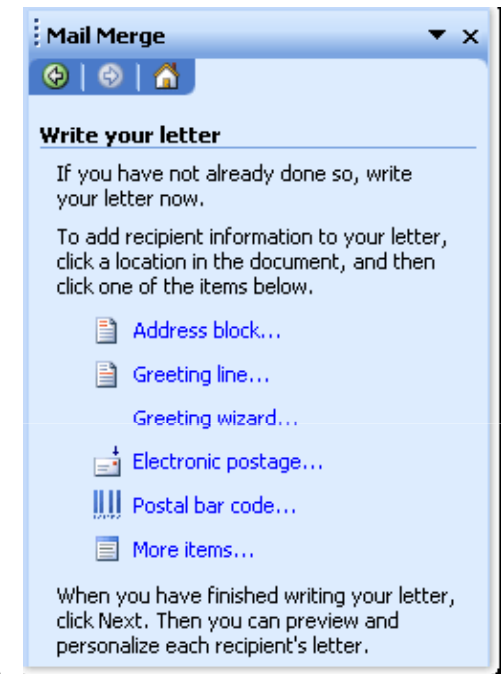 Mail Merge
Write your letter
If you have not already done so, write
your letter now.
To add recipient information to your letter,
click a location in the document, and then
click one of the items below.
Address block...
Greeting line...
Greeting wizard...
Electronic postage...
Postal bar code...
More items...
When you have finished writing your letter,
click Next. Then you can preview and
personalize each recipient's letter.